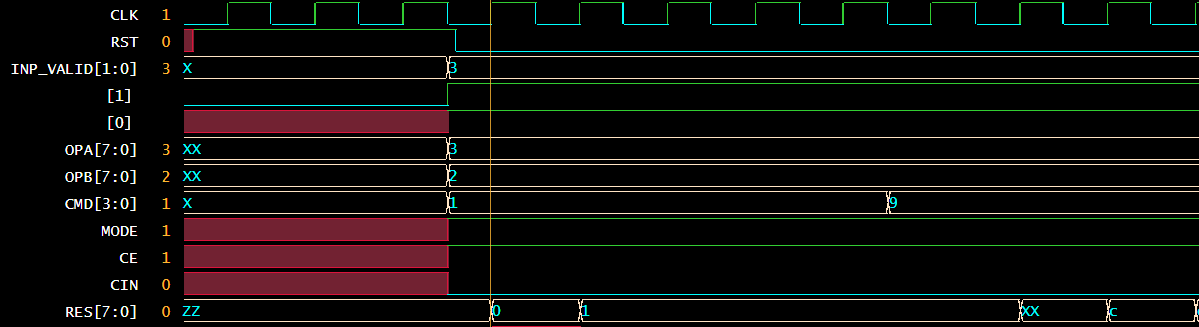 CLK 1
RST 0
INP_VALID[1:0] 3 X 3
[1]
[0]
OPA[7:0] 3 XX 3
OPB[7:0] 2 XX 2
CMD[3:0] 1 X 1 9
MODE 1
CE 1
CIN 0
RES[7:0] 0 ZZ 0 1 XX c